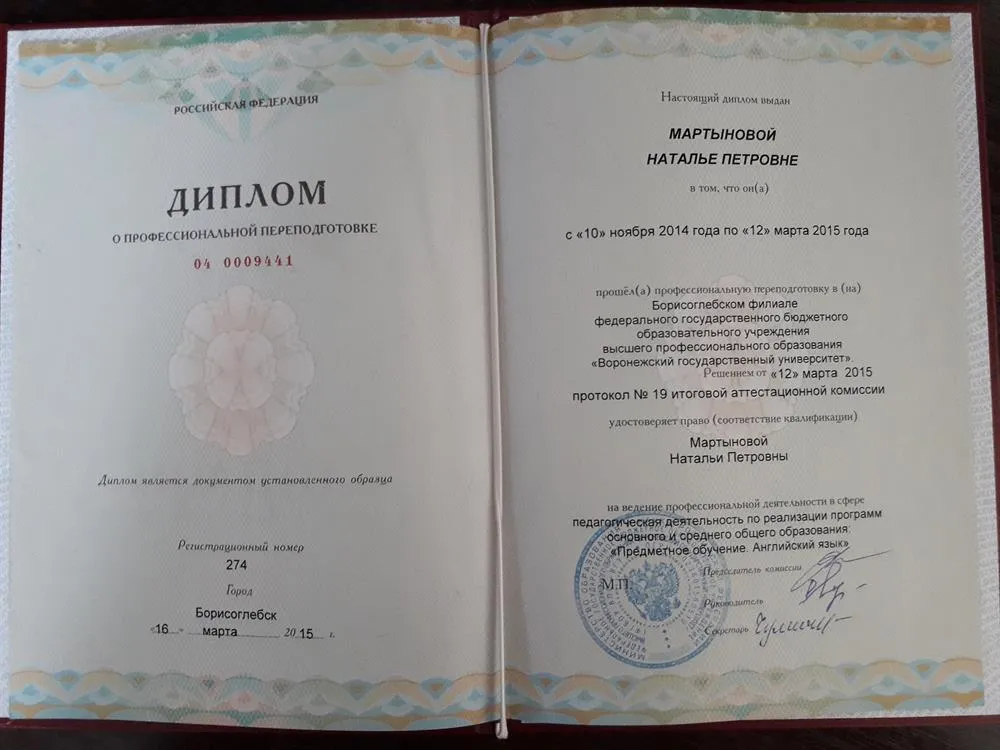 РОССИЙСКАЯ ФЕДЕРАЦИЯ
ДИПЛОМ
О ПРОФЕССИОНАЛЬНОЙ ПЕРЕПОДГОТОВКЕ
04 0009441
Диплом является документом установленного образца
Регистрационный номер
274
Город
Борисоглебск
«16» марта 2015 г.
Настоящий диплом выдан
МАРТЫНОВОЙ
НАТАЛЬЕ ПЕТРОВНЕ
в том, что он(а)
с «10» ноября 2014 года по «12» марта 2015 года
прошёл(а) профессиональную переподготовку в (на)
Борисоглебском филиале
федерального государственного бюджетного
образовательного учреждения
высшего профессионального образования
«Воронежский государственный университет».
Решением от «12» марта 2015
протокол № 19 итоговой аттестационной комиссии
удостоверяет право (соответствие квалификации)
Мартыновой
Натальи Петровны
на ведение профессиональной деятельности в сфере
педагогическая деятельность по реализации программ
основного и среднего общего образования:
«Предметное обучение. Английский язык»
Председатель комиссии
М.П.
Руководитель
Секретарь